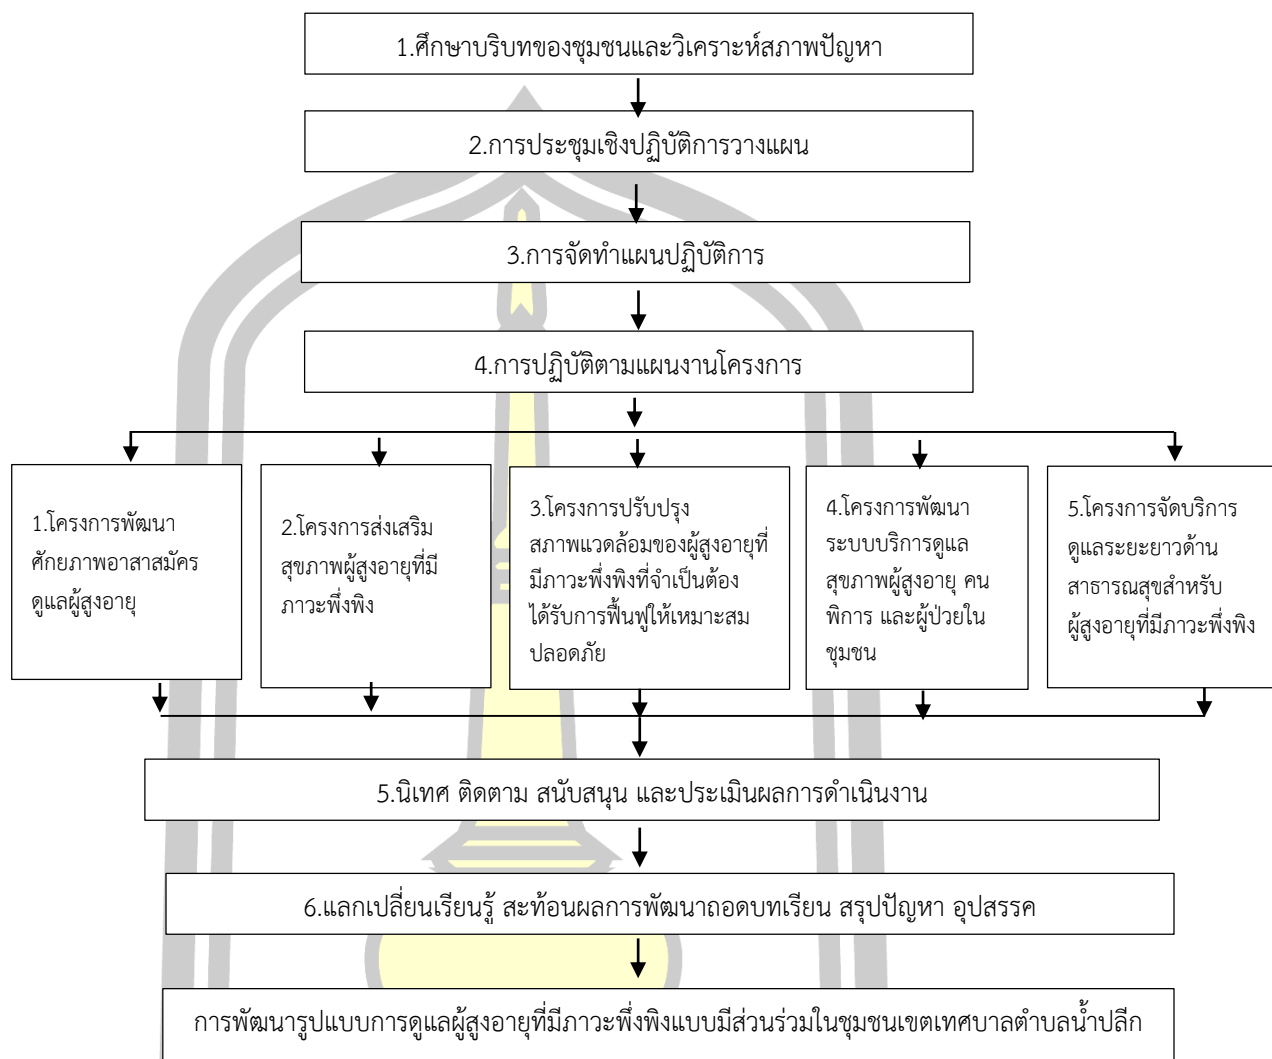 1.ศึกษาบริบทของชุมชนและวิเคราะห์สภาพปัญหา
2.การประชุมเชิงปฏิบัติการวางแผน
3.การจัดทำแผนปฏิบัติการ
4.การปฏิบัติตามแผนงานโครงการ
1.โครงการพัฒนา
ศักยภาพอาสาสมัคร
ดูแลผู้สูงอายุ
2.โครงการส่งเสริม
สุขภาพผู้สูงอายุที่มี
ภาวะพึ่งพิง
3.โครงการปรับปรุง
สภาพแวดล้อมของผู้สูงอายุที่
มีภาวะพึ่งพิงที่จำเป็นต้อง
ได้รับการฟื้นฟูให้เหมาะสม
ปลอดภัย
4.โครงการพัฒนา
ระบบบริการดูแล
สุขภาพผู้สูงอายุ คน
พิการ และผู้ป่วยใน
ชุมชน
5.โครงการจัดบริการ
ดูแลระยะยาวด้าน
สาธารณสุขสำหรับ
ผู้สูงอายุที่มีภาวะพึ่งพิง
5.นิเทศ ติดตาม สนับสนุน และประเมินผลการดำเนินงาน
6.แลกเปลี่ยนเรียนรู้ สะท้อนผลการพัฒนาถอดบทเรียน สรุปปัญหา อุปสรรค
การพัฒนารูปแบบการดูแลผู้สูงอายุที่มีภาวะพึ่งพิงแบบมีส่วนร่วมในชุมชนเขตเทศบาลตำบลน้ำปลีก